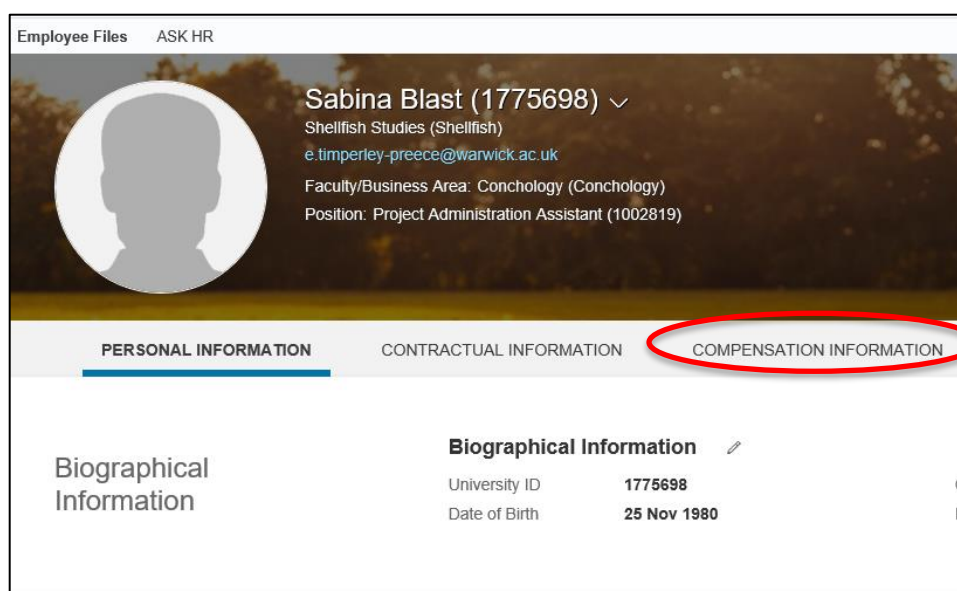 Employee Files ASK HR
Sabina Blast (1775698)
Shellfish Studies (Shellfish)
e.timperley-preece@warwick.ac.uk
Faculty/Business Area: Conchology (Conchology)
Position: Project Administration Assistant (1002819)
PERSONAL INFORMATION CONTRACTUAL INFORMATION COMPENSATION INFORMATION
Biographical
Information
Biographical Information
University ID 1775698
Date of Birth 25 Nov 1980